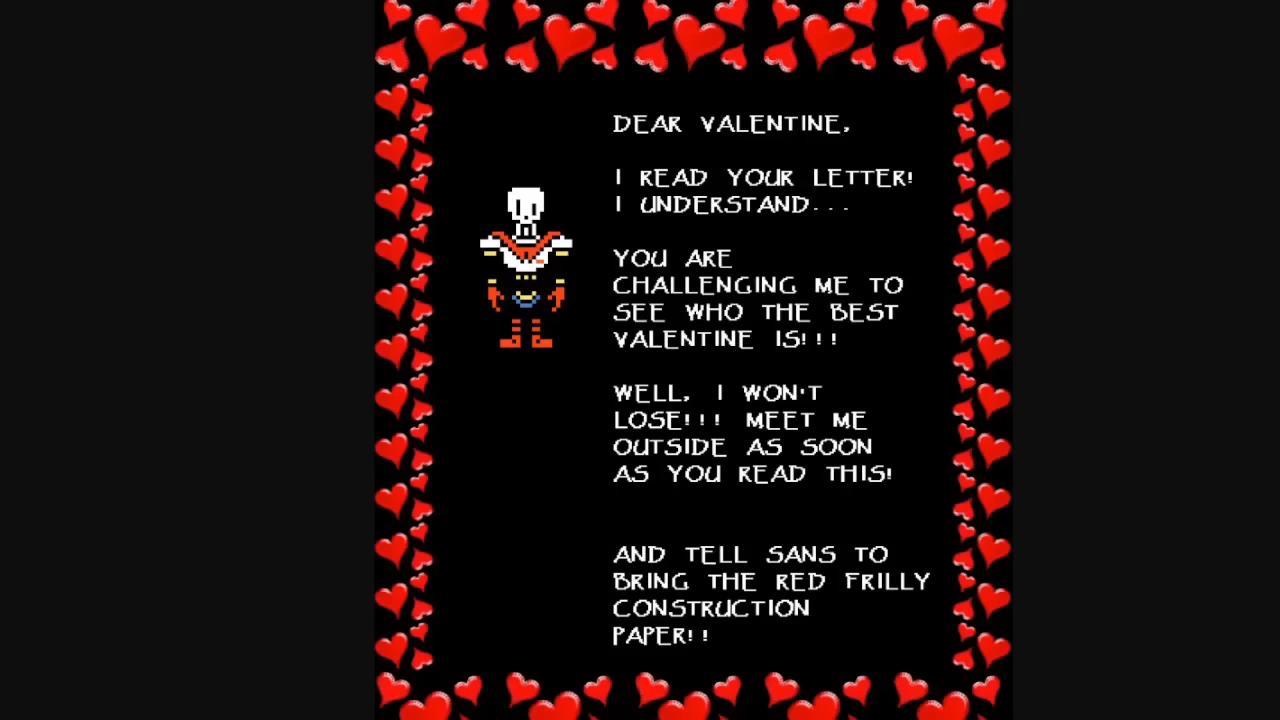 DEAR VALENTINE,
I READ YOUR LETTER!
I UNDERSTAND...
YOU ARE
CHALLENGING ME TO
SEE WHO THE BEST
VALENTINE IS!!!
WELL, I WON'T
LOSE!!! MEET ME
OUTSIDE AS SOON
AS YOU READ THIS!
AND TELL SANS TO
BRING THE RED FRILLY
CONSTRUCTION
PAPER!!